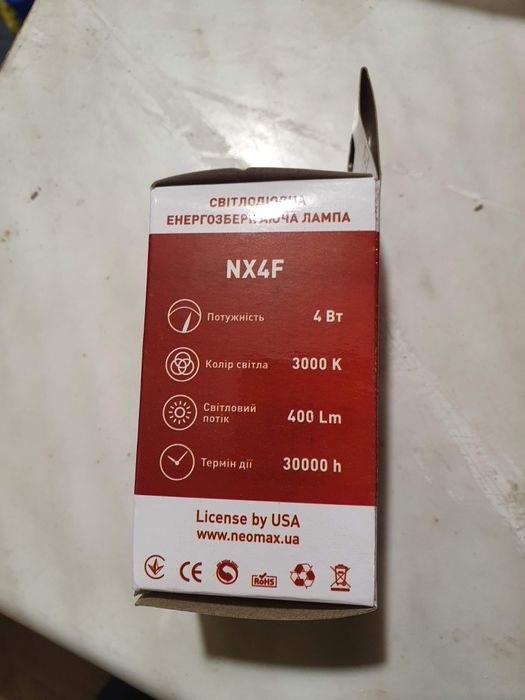 СВІТЛОДІОДНА
ЕНЕРГОЗБЕРІГАЮЧА ЛАМПА
NX4F
Потужність 4 Вт
Колір світла 3000 K
Світловий
потік 400 Lm
Термін дії 30000 h
License by USA
www.neomax.ua
CE
RoHS